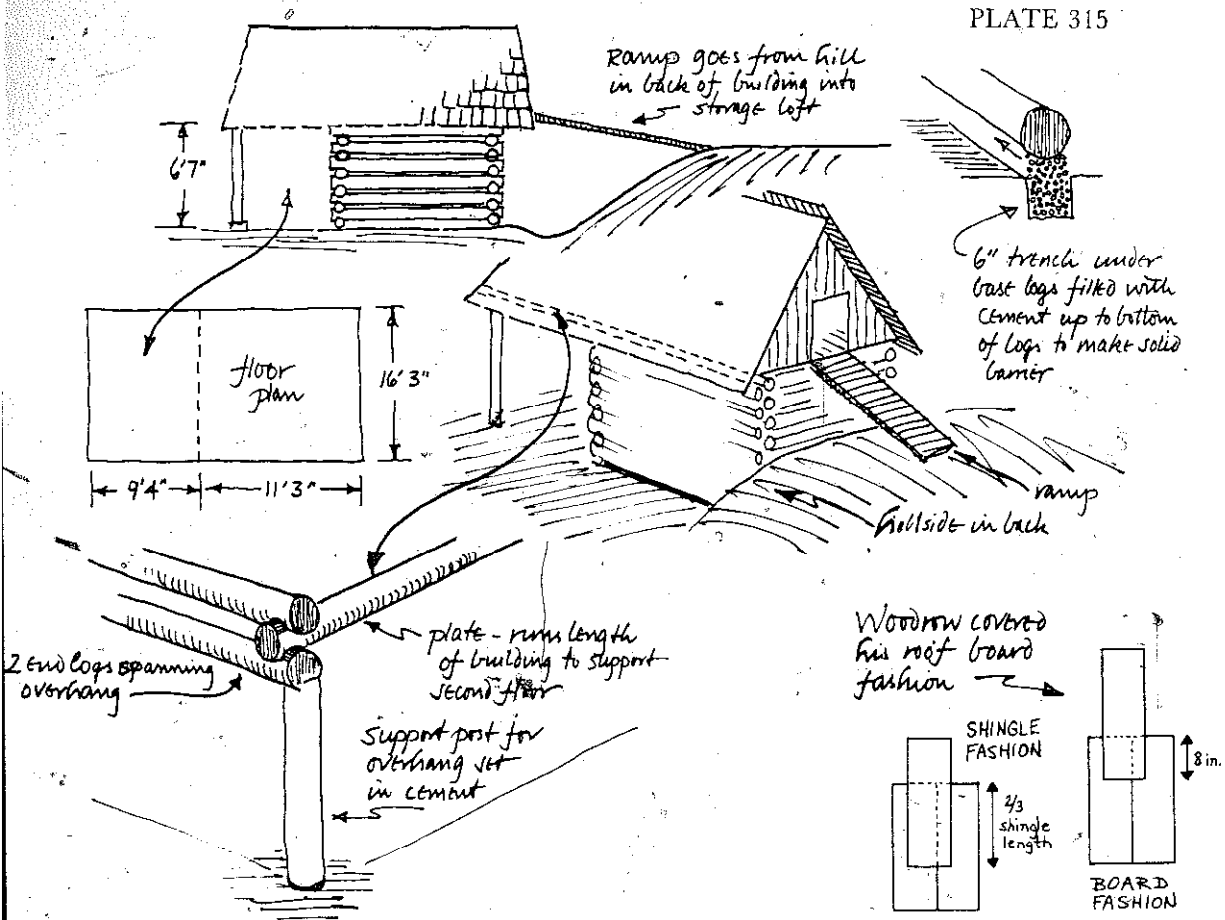 PLATE 315
Ramp goes from hill
in back of building into
storage loft
6'7"
6" trench under
base logs filled with
cement up to bottom
of logs to make solid
barrier
floor
plan
16'3"
9'4"
11'3"
ramp
hillside in back
plate - runs length
of building to support
second floor
2 end logs spanning
overhang
support post for
overhang set
in cement
Woodrow covered
his roof board
fashion
SHINGLE
FASHION
2/3
shingle
length
8 in.
BOARD
FASHION